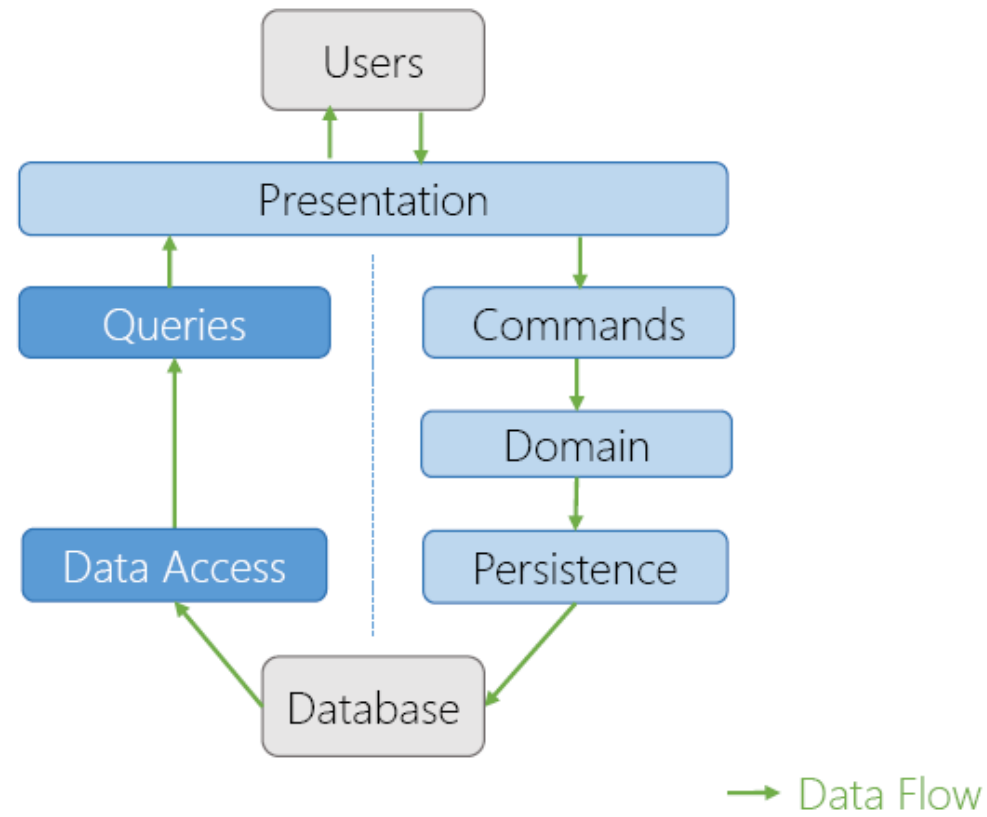 Users
Presentation
Queries
Commands
Domain
Data Access
Persistence
Database
Data Flow